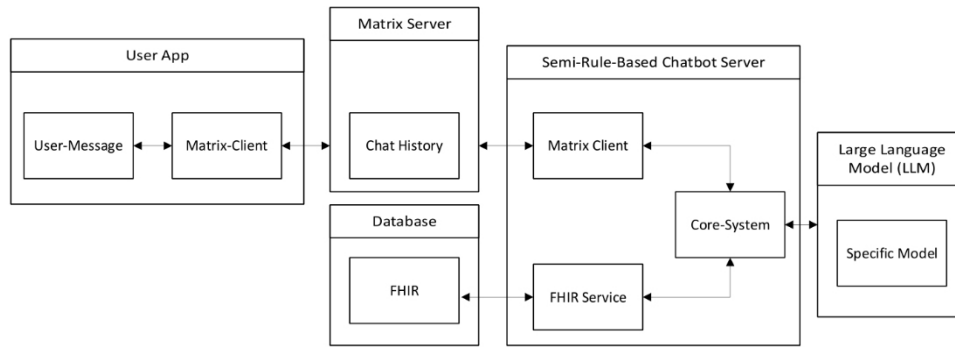 User App
User-Message
Matrix-Client
Matrix Server
Chat History
Database
FHIR
Semi-Rule-Based Chatbot Server
Matrix Client
Core-System
FHIR Service
Large Language
Model (LLM)
Specific Model